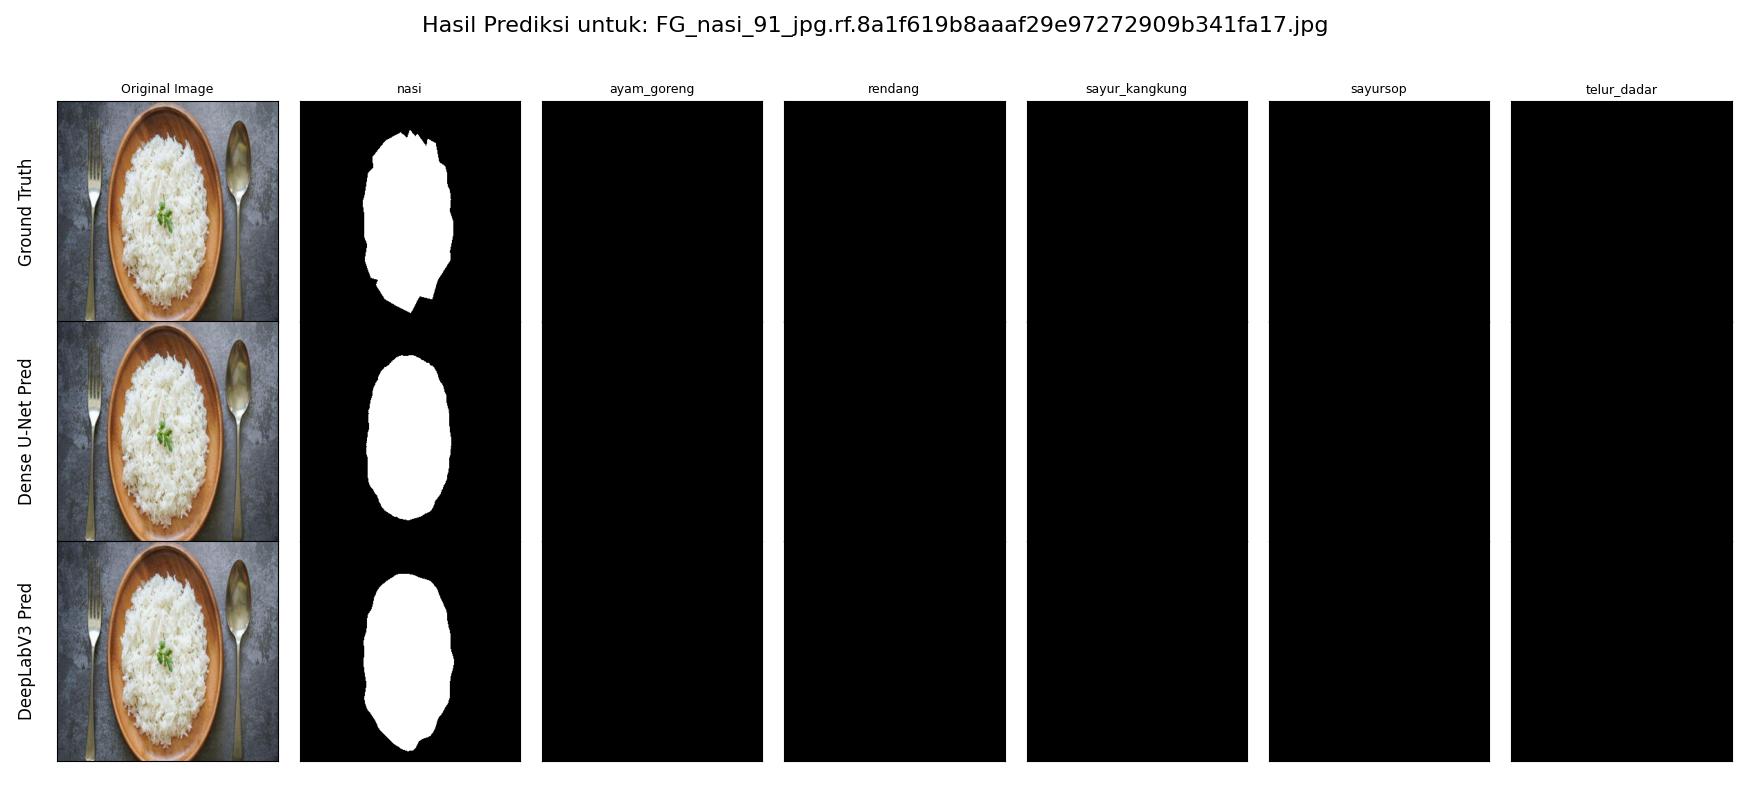 Hasil Prediksi untuk: FG_nasi_91_jpg.rf.8a1f619b8aaaf29e97272909b341fa17.jpg
Original Image
nasi
ayam_goreng
rendang
sayur_kangkung
sayursop
telur_dadar
Ground Truth
Dense U-Net Pred
DeepLabV3 Pred